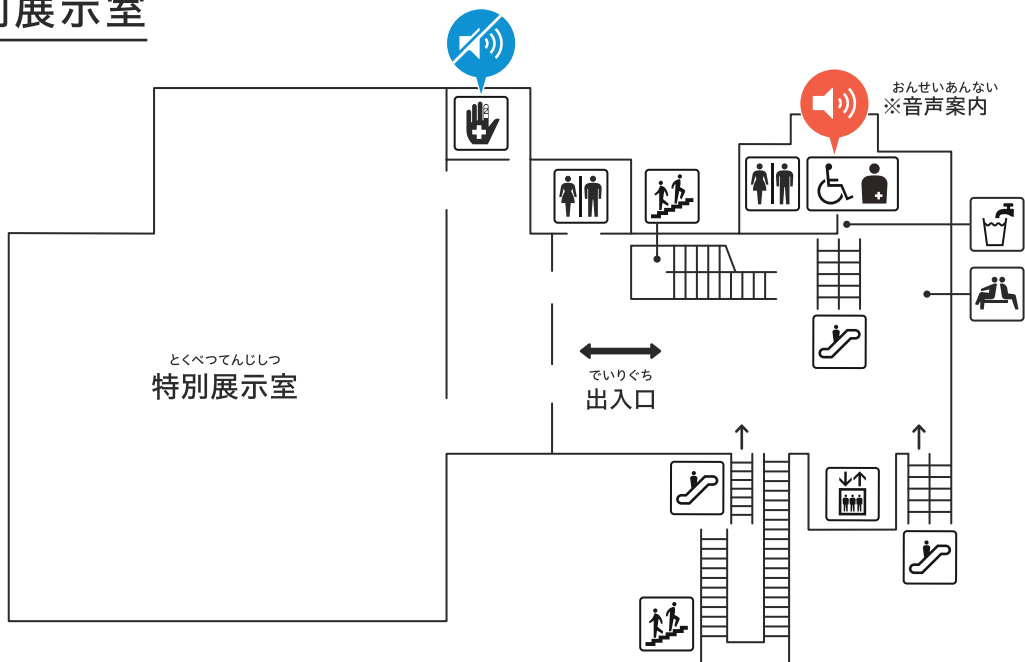 別展示室
おんせいあんない
※音声案内
とくべつてんじしつ
特別展示室
でいりぐち
出入口